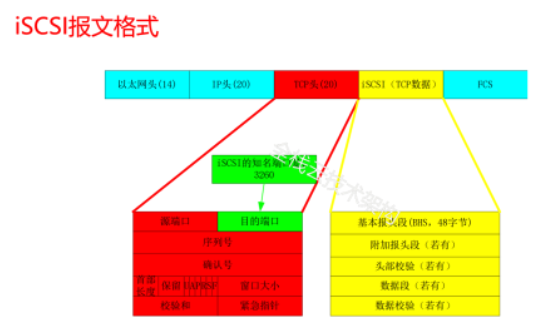 iSCSI报文格式
以太网头(14) IP头(20) TCP头(20) iSCSI（TCP数据） FCS
iSCSI的知名端
3260
全栈云技术架构
源端口 目的端口 基本报头段(BHS，48字节)
序列号 附加报头段（若有）
确认号 头部校验（若有）
首部长度 保留 窗口大小 数据段（若有）
校验和 紧急指针 数据校验（若有）